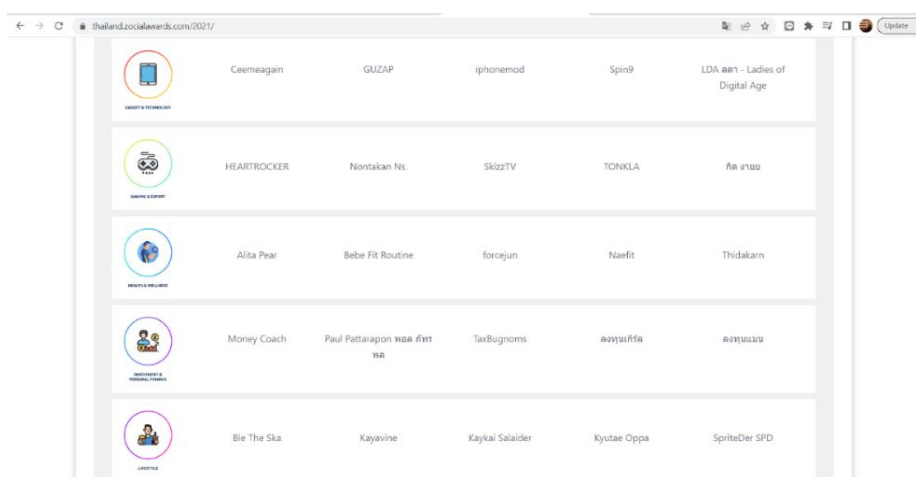 thailand.zocialawards.com/2021/
Update
Ceemeagain
GUZAP
iphonemod
Spin9
LDA ลดา - Ladies of
Digital Age
GADGET & TECHNOLOGY
HEARTROCKER
Nontakan Ns.
SkizzTV
TONKLA
กิต งายบ
GAMING & ESPORT
Alita Pear
Bebe Fit Routine
forcejun
Naefit
Thidakarn
HEALTH & WELLNESS
Money Coach
Paul Pattarapon พอล ภัทร
พล
TaxBugnoms
ลงทุนเกิร์ล
ลงทุนแมน
INVESTMENT &
PERSONAL FINANCE
Bie The Ska
Kayavine
Kaykai Salaider
Kyutae Oppa
SpriteDer SPD
LIFESTYLE